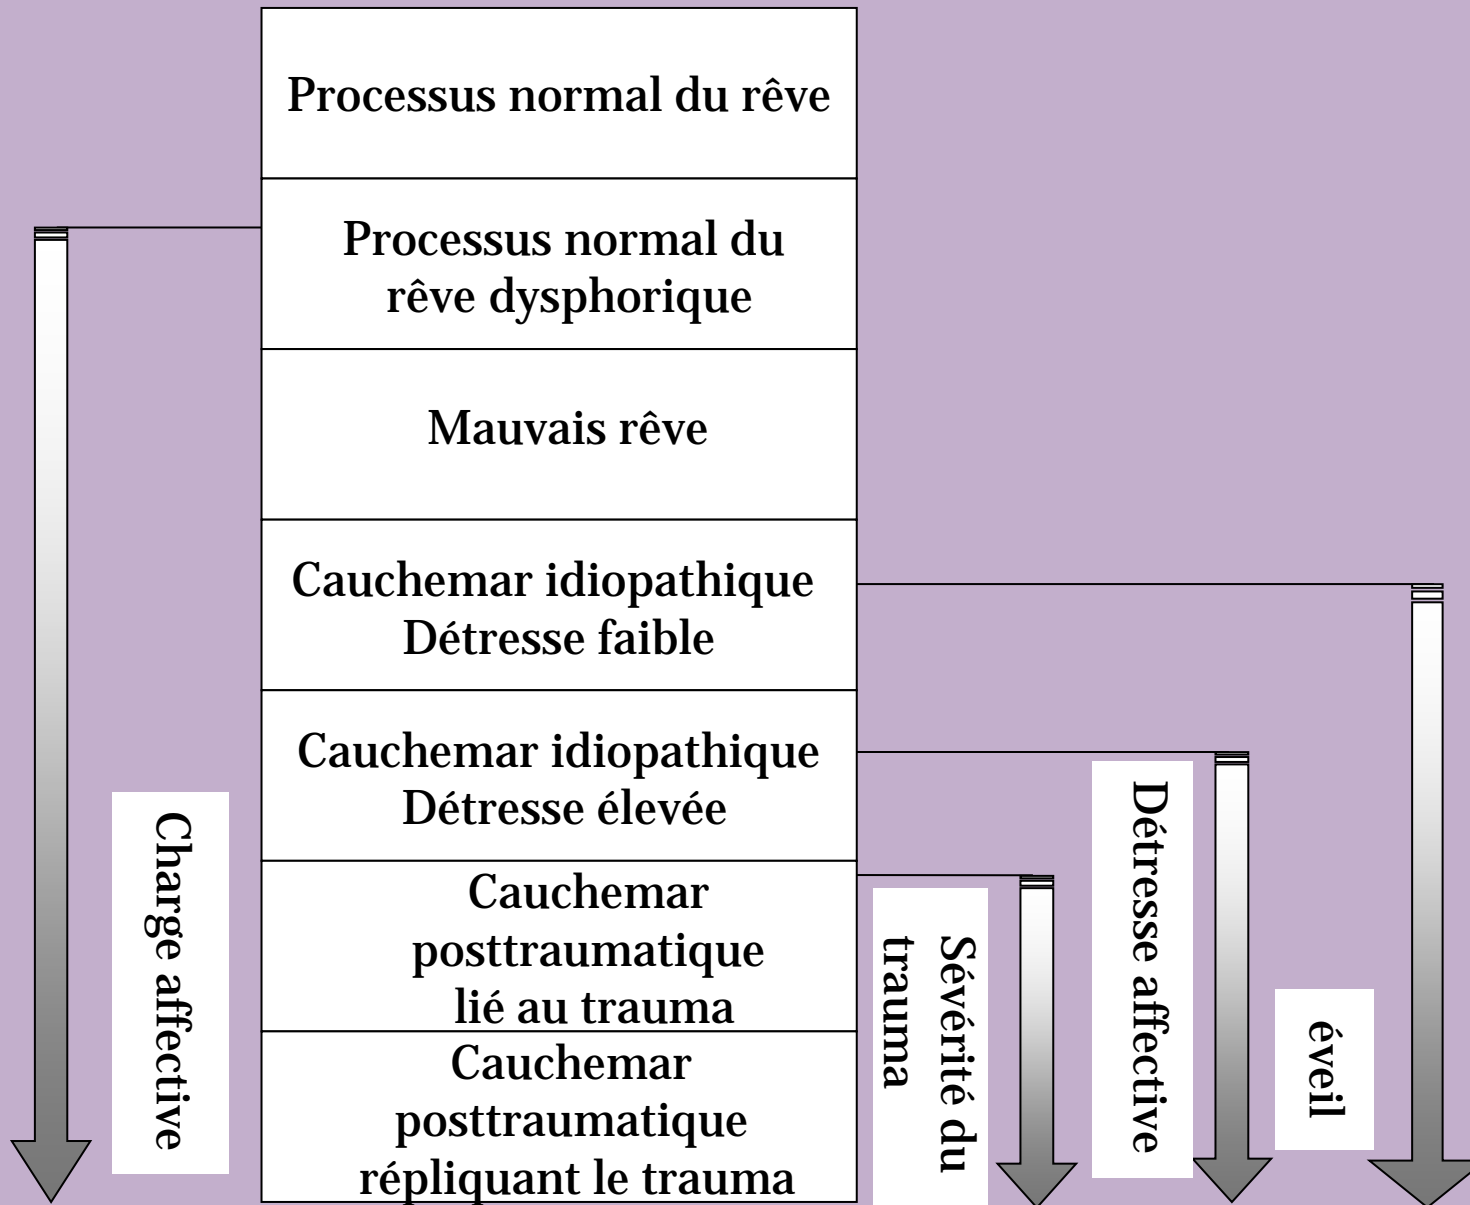 Processus normal du rêve
Processus normal du
rêve dysphorique
Mauvais rêve
Cauchemar idiopathique
Détresse faible
Cauchemar idiopathique
Détresse élevée
Cauchemar
posttraumatique
lié au trauma
Cauchemar
posttraumatique
répliquant le trauma
Charge affective
Sévérité du
trauma
Détresse affective
éveil